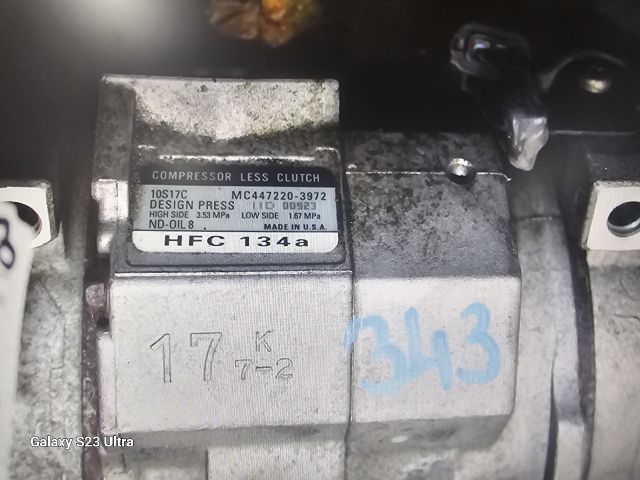 COMPRESSOR LESS CLUTCH
10S17C MC447220-3972
DESIGN PRESS
HIGH SIDE 3.53 MPa LOW SIDE 1.67 MPa
ND-OIL 8 MADE IN U.S.A.
HFC 134a
17 K
7-2
343
8
Galaxy S23 Ultra